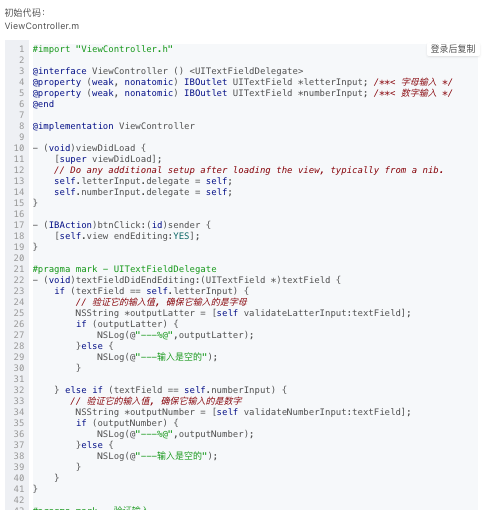 初始代码：
ViewController.m
登录后复制
1 #import "ViewController.h"
2
3 @interface ViewController () <UITextFieldDelegate>
4 @property (weak, nonatomic) IBOutlet UITextField *letterInput; /**< 字母输入 */
5 @property (weak, nonatomic) IBOutlet UITextField *numberInput; /**< 数字输入 */
6 @end
7
8 @implementation ViewController
9
10 - (void)viewDidLoad {
11     [super viewDidLoad];
12     // Do any additional setup after loading the view, typically from a nib.
13     self.letterInput.delegate = self;
14     self.numberInput.delegate = self;
15 }
16
17 - (IBAction)btnClick:(id)sender {
18     [self.view endEditing:YES];
19 }
20
21 #pragma mark - UITextFieldDelegate
22 - (void)textFieldDidEndEditing:(UITextField *)textField {
23     if (textField == self.letterInput) {
24         // 验证它的输入值, 确保它输入的是字母
25         NSString *outputLatter = [self validateLatterInput:textField];
26         if (outputLatter) {
27             NSLog(@"---%@",outputLatter);
28         }else {
29             NSLog(@"---输入是空的");
30         }
31
32     } else if (textField == self.numberInput) {
33        // 验证它的输入值, 确保它输入的是数字
34         NSString *outputNumber = [self validateNumberInput:textField];
35         if (outputNumber) {
36             NSLog(@"---%@",outputNumber);
37         }else {
38             NSLog(@"---输入是空的");
39         }
40     }
41 }
42